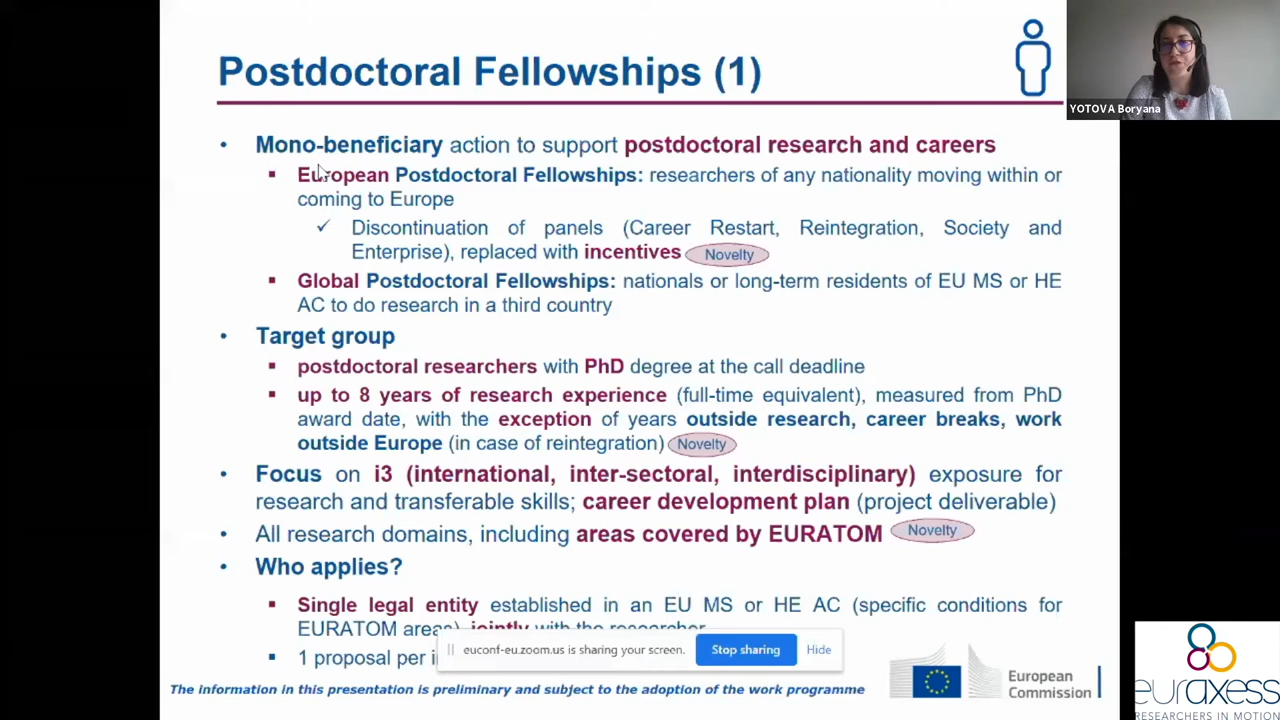 Postdoctoral Fellowships (1)
YOTOVA Boryana
• Mono-beneficiary action to support postdoctoral research and careers
▪ European Postdoctoral Fellowships: researchers of any nationality moving within or
coming to Europe
✓ Discontinuation of panels (Career Restart, Reintegration, Society and
Enterprise), replaced with incentives Novelty
▪ Global Postdoctoral Fellowships: nationals or long-term residents of EU MS or HE
AC to do research in a third country
• Target group
▪ postdoctoral researchers with PhD degree at the call deadline
▪ up to 8 years of research experience (full-time equivalent), measured from PhD
award date, with the exception of years outside research, career breaks, work
outside Europe (in case of reintegration) Novelty
• Focus on i3 (international, inter-sectoral, interdisciplinary) exposure for
research and transferable skills; career development plan (project deliverable)
• All research domains, including areas covered by EURATOM Novelty
• Who applies?
▪ Single legal entity established in an EU MS or HE AC (specific conditions for
EURATOM areas), jointly with the researcher
▪ 1 proposal per
euconf-eu.zoom.us is sharing your screen. Stop sharing Hide
The information in this presentation is preliminary and subject to the adoption of the work programme
European
Commission
euraxess
RESEARCHERS IN MOTION